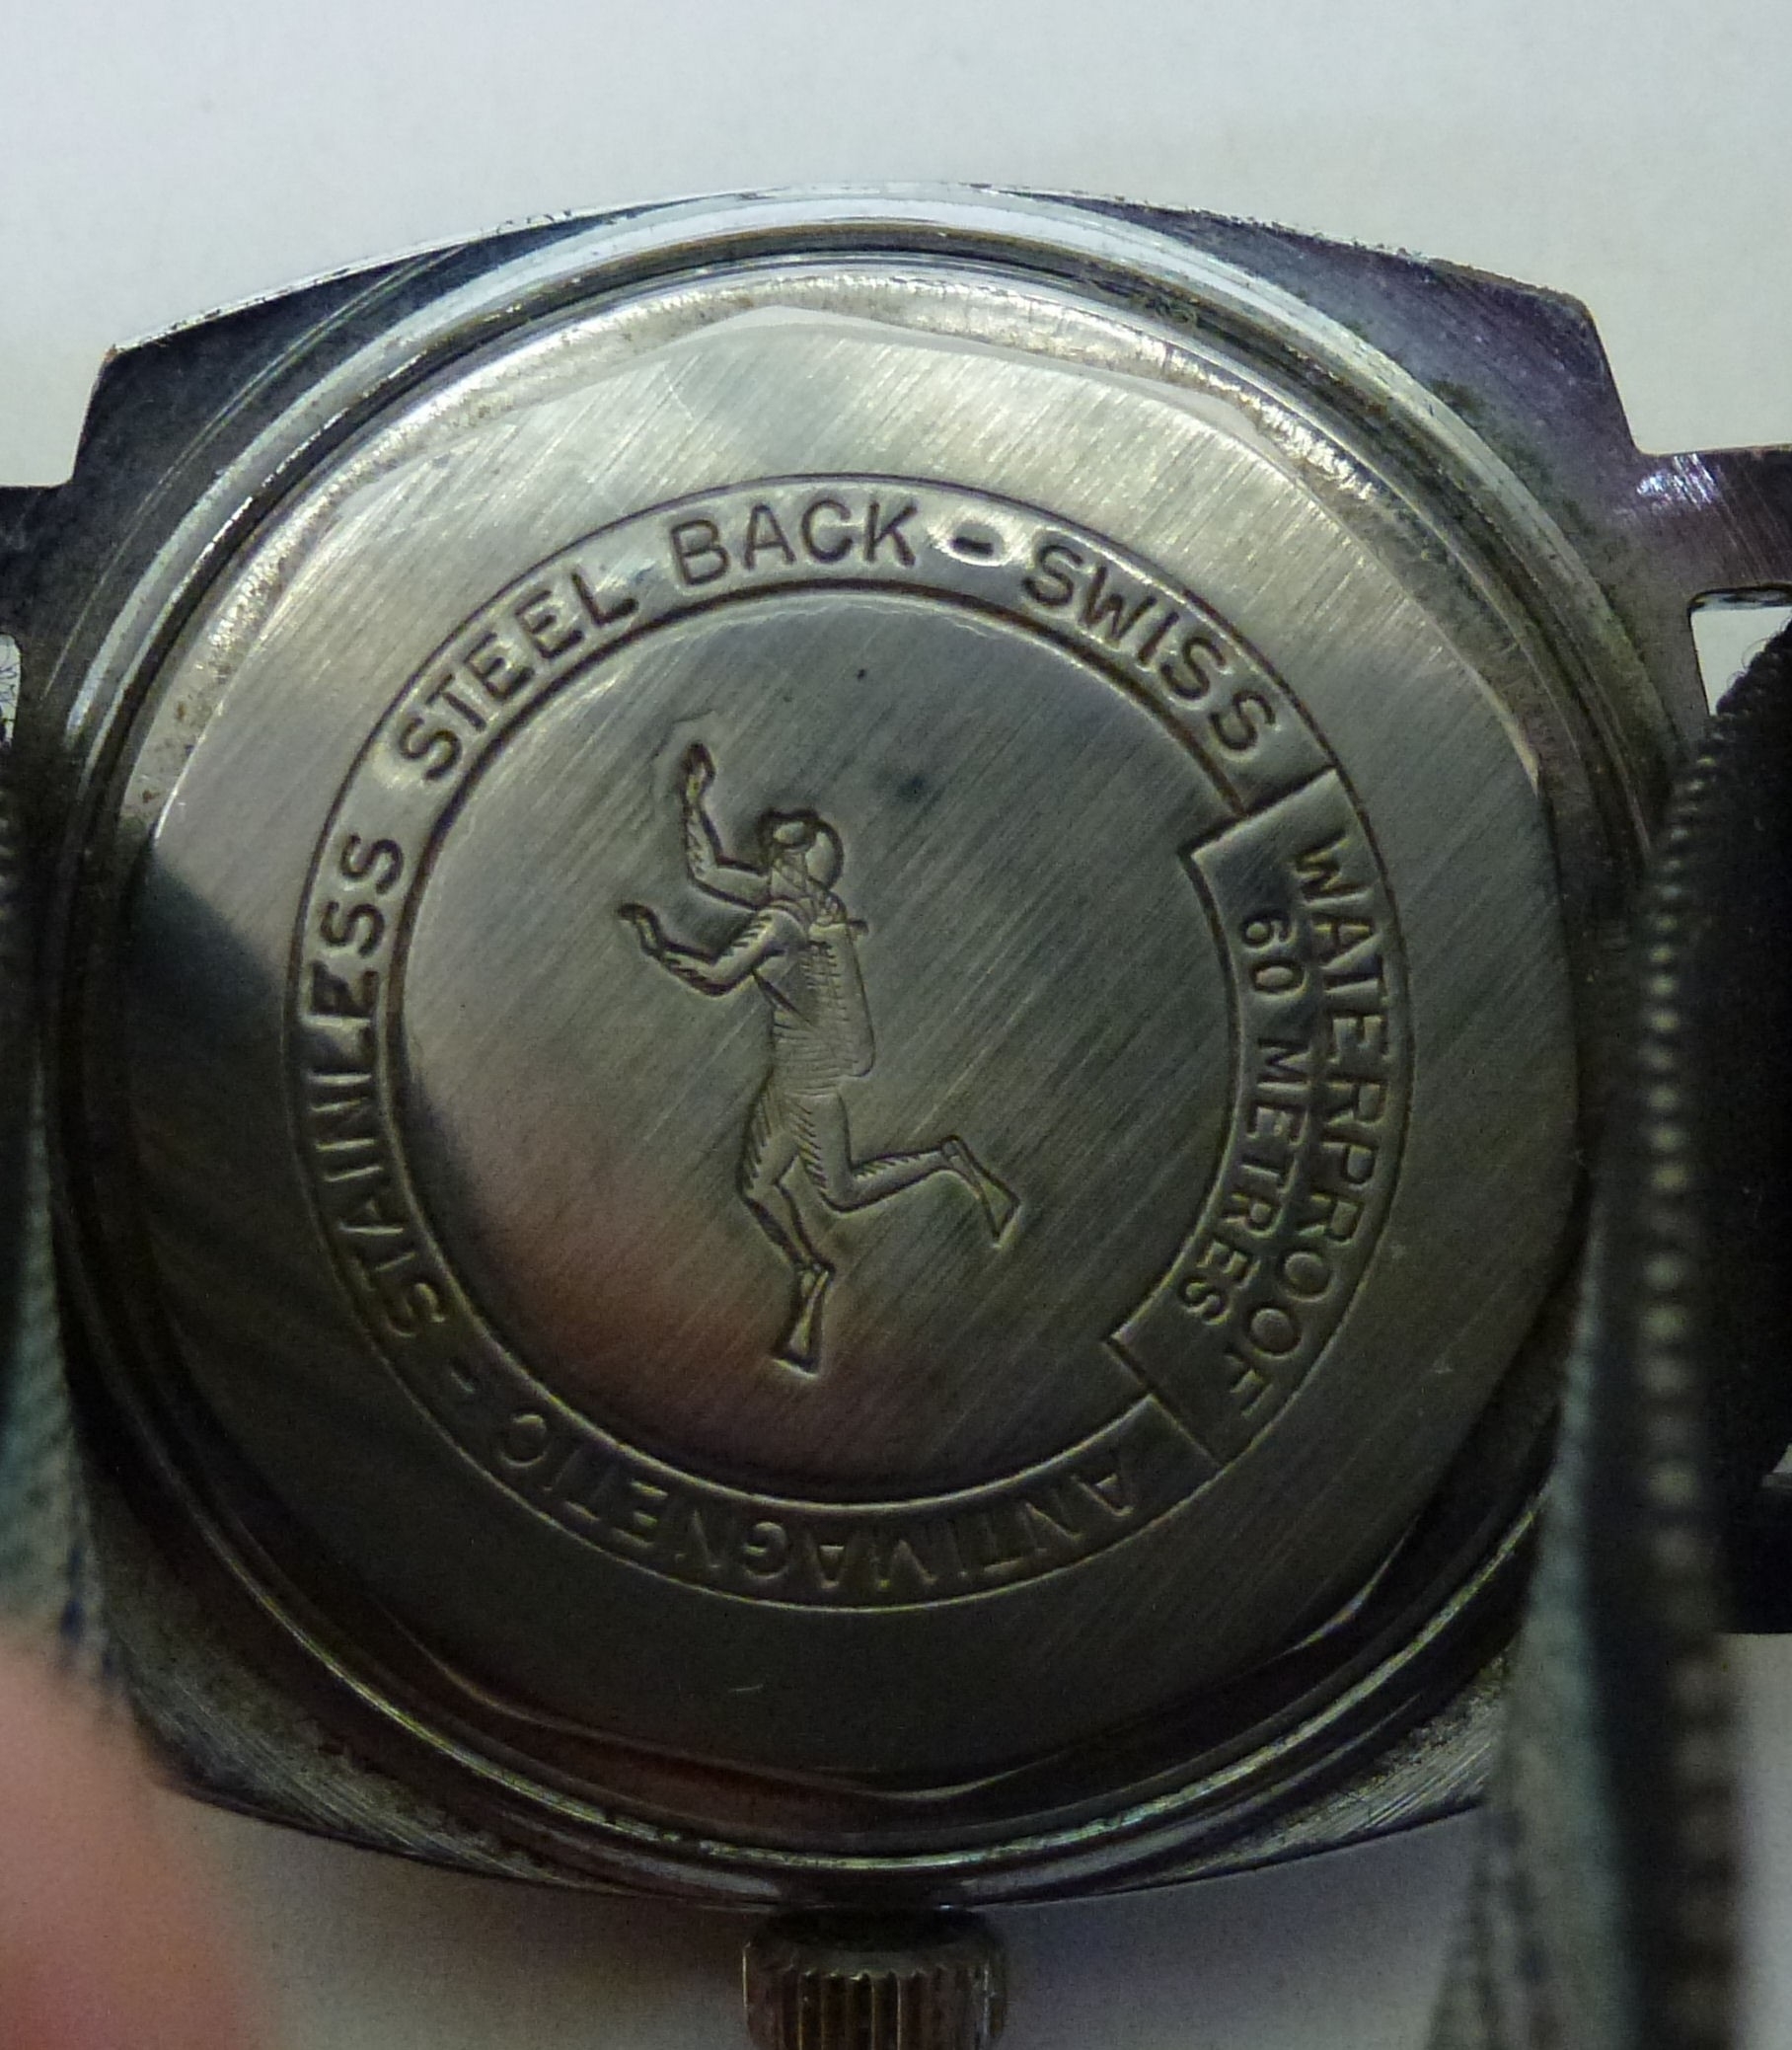 WATERPROOF
60 METRES
ANTIMAGNETIC - STAINLESS STEEL BACK - SWISS